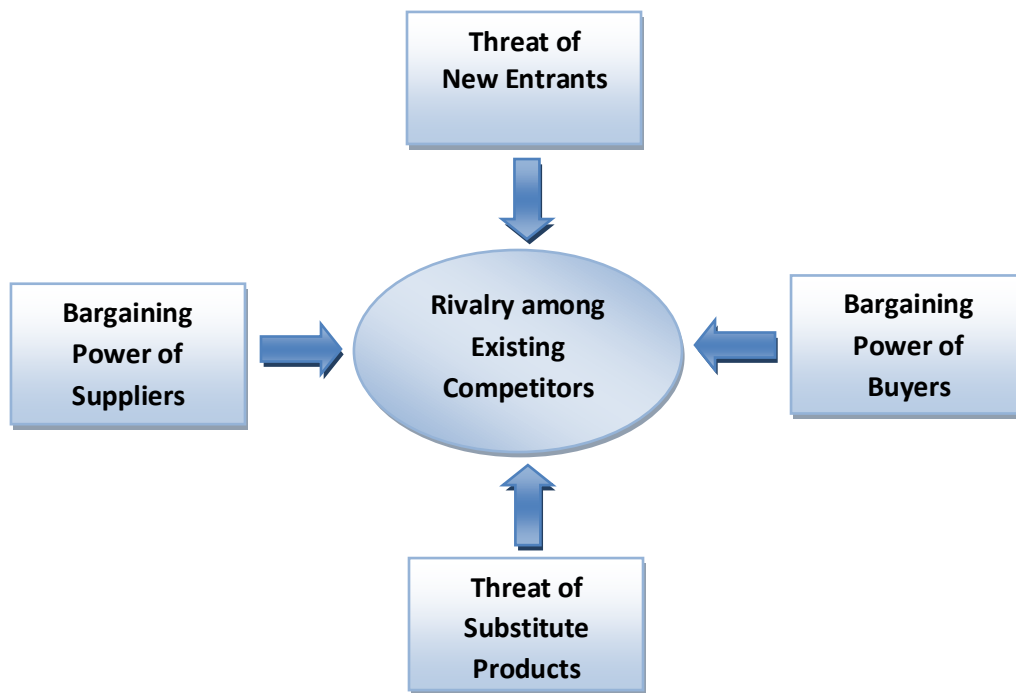 Threat of
New Entrants
Bargaining
Power of
Suppliers
Rivalry among
Existing
Competitors
Bargaining
Power of
Buyers
Threat of
Substitute
Products